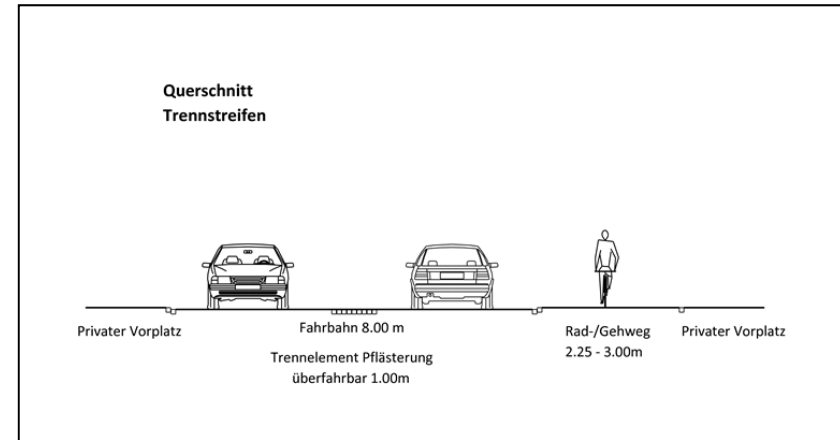 Querschnitt
Trennstreifen
Privater Vorplatz
Fahrbahn 8.00 m
Trennelement Pflästerung
überfahrbar 1.00m
Rad-/Gehweg
2.25 - 3.00m
Privater Vorplatz